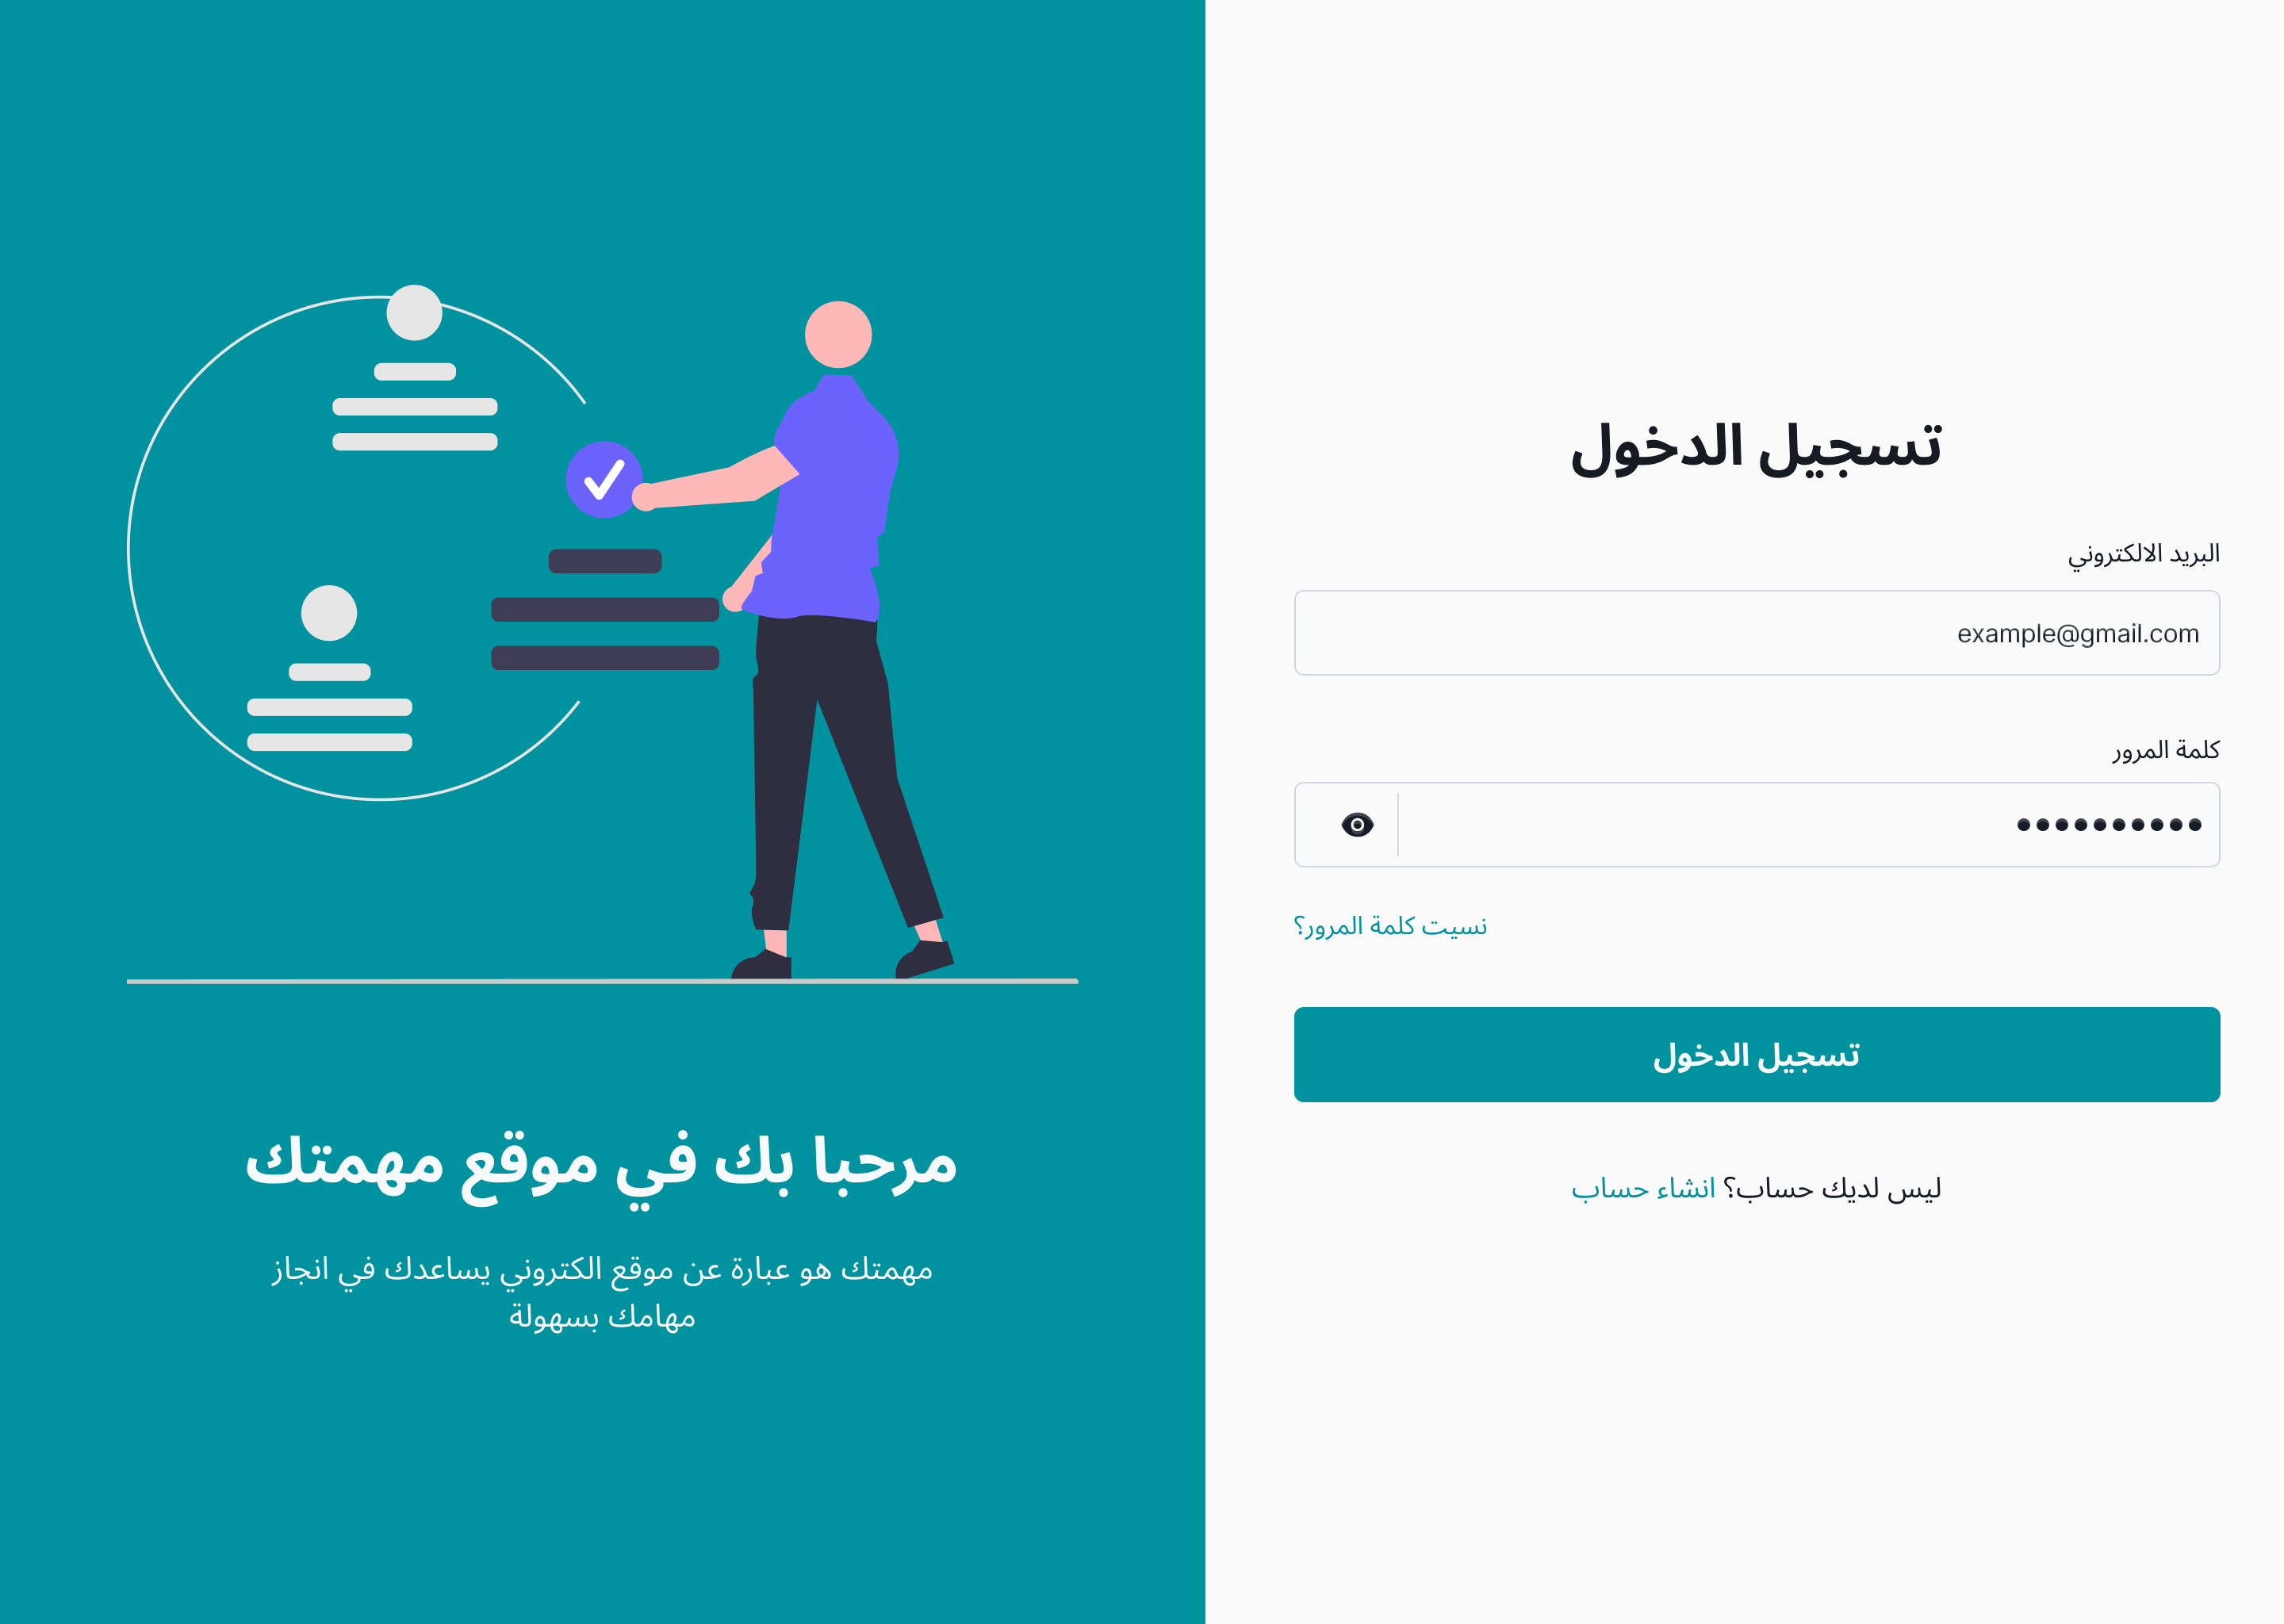 تسجيل الدخول
البريد الالكتروني
example@gmail.com
كلمة المرور
نسيت كلمة المرور؟
تسجيل الدخول
ليس لديك حساب؟ انشاء حساب
مرحبا بك في موقع مهمتك
مهمتك هو عبارة عن موقع الكتروني يساعدك في انجاز
مهامك بسهولة